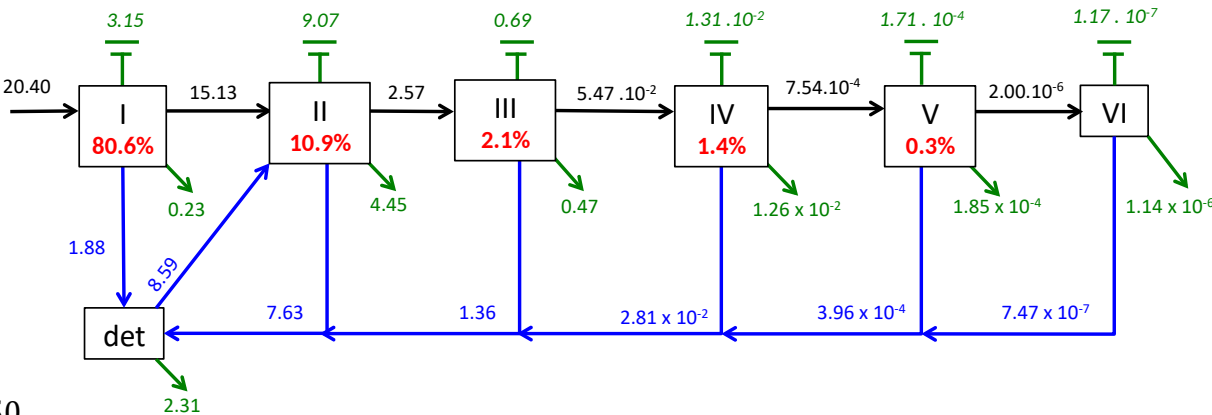 3.15 9.07 0.69 1.31 . 10⁻² 1.71 . 10⁻⁴ 1.17 . 10⁻⁷
20.40 15.13 2.57 5.47 .10⁻² 7.54.10⁻⁴ 2.00.10⁻⁶
I II III IV V VI
80.6% 10.9% 2.1% 1.4% 0.3%
0.23 4.45 0.47 1.26 x 10⁻² 1.85 x 10⁻⁴ 1.14 x 10⁻⁶
1.88 8.59
7.63 1.36 2.81 x 10⁻² 3.96 x 10⁻⁴ 7.47 x 10⁻⁷
det
2.31